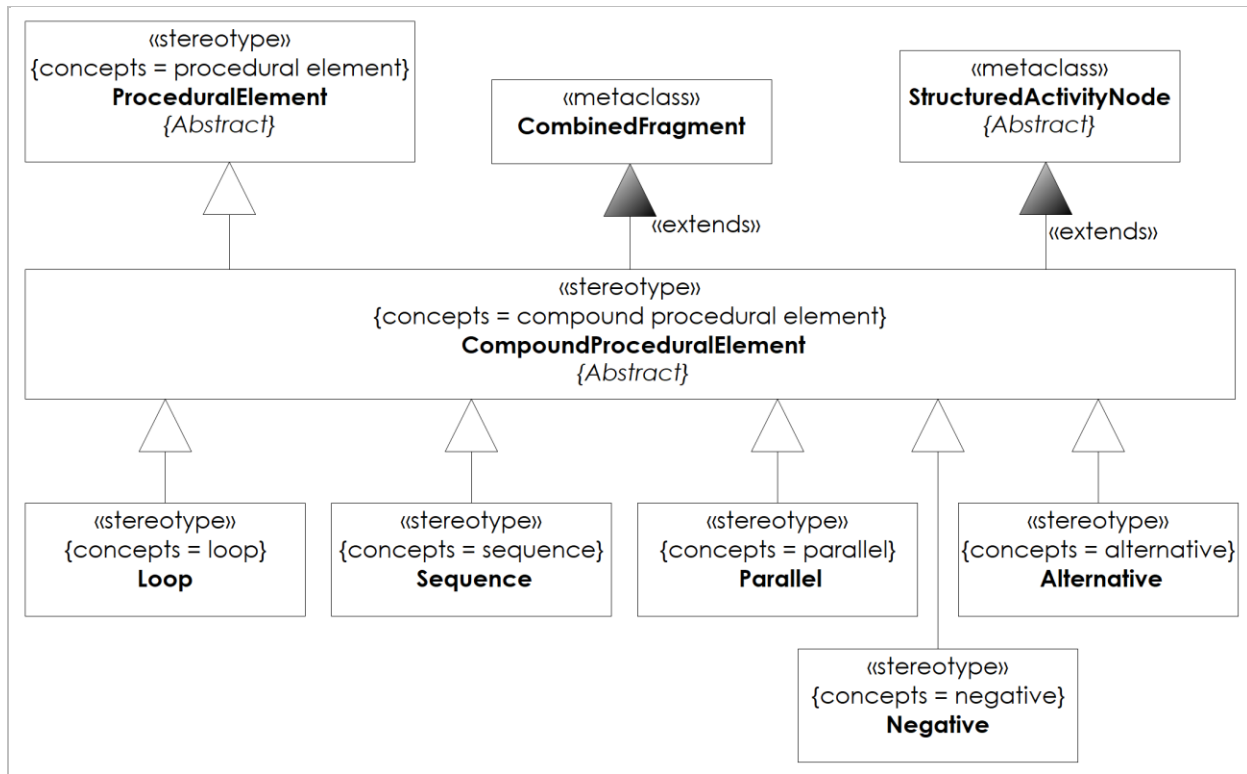 «stereotype»
{concepts = procedural element}
ProceduralElement
{Abstract}
«metaclass»
CombinedFragment
«metaclass»
StructuredActivityNode
{Abstract}
«extends»
«extends»
«stereotype»
{concepts = compound procedural element}
CompoundProceduralElement
{Abstract}
«stereotype»
{concepts = loop}
Loop
«stereotype»
{concepts = sequence}
Sequence
«stereotype»
{concepts = parallel}
Parallel
«stereotype»
{concepts = alternative}
Alternative
«stereotype»
{concepts = negative}
Negative